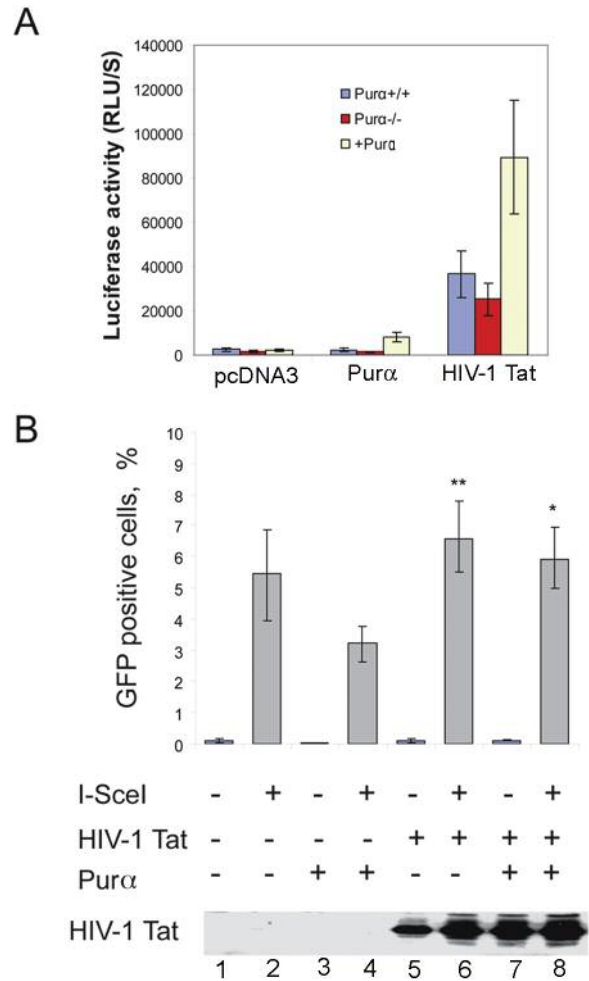 A
Luciferase activity (RLU/S)
140000
120000
100000
80000
60000
40000
20000
0
Purα+/+
Purα-/-
+Purα
pcDNA3 Purα HIV-1 Tat
B
GFP positive cells, %
10
9
8
7
6
5
4
3
2
1
0
** *
I-SceI - + - + - + - +
HIV-1 Tat - - - - + + + +
Purα - - + + - - + +
HIV-1 Tat
1 2 3 4 5 6 7 8